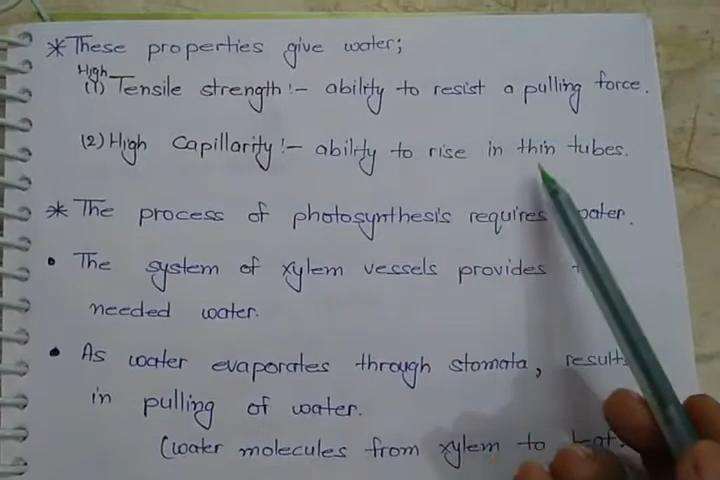 * These properties give water;
High
(1) Tensile strength :- ability to resist a pulling force.
(2) High Capillarity :- ability to rise in thin tubes.
* The process of photosynthesis requires water.
• The system of xylem vessels provides
needed water.
• As water evaporates through stomata, results
in pulling of water.
(water molecules from xylem to